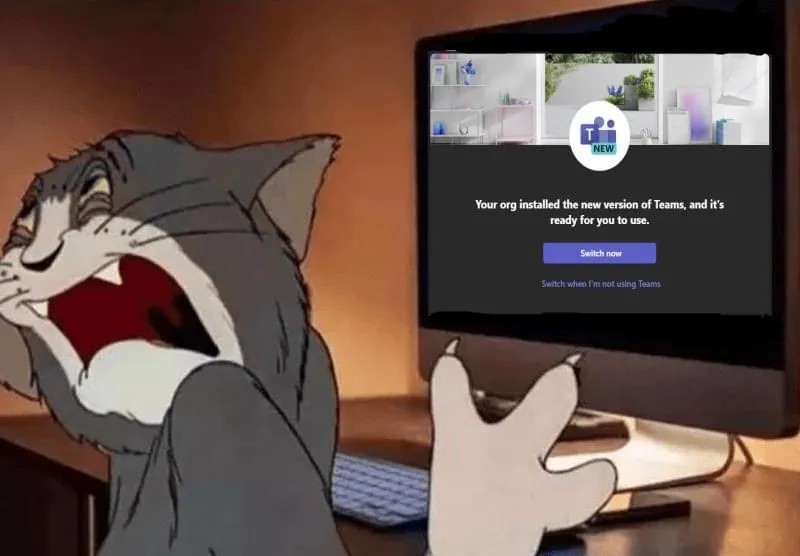 T
NEW
Your org installed the new version of Teams, and it's
ready for you to use.
Switch now
Switch when I'm not using Teams